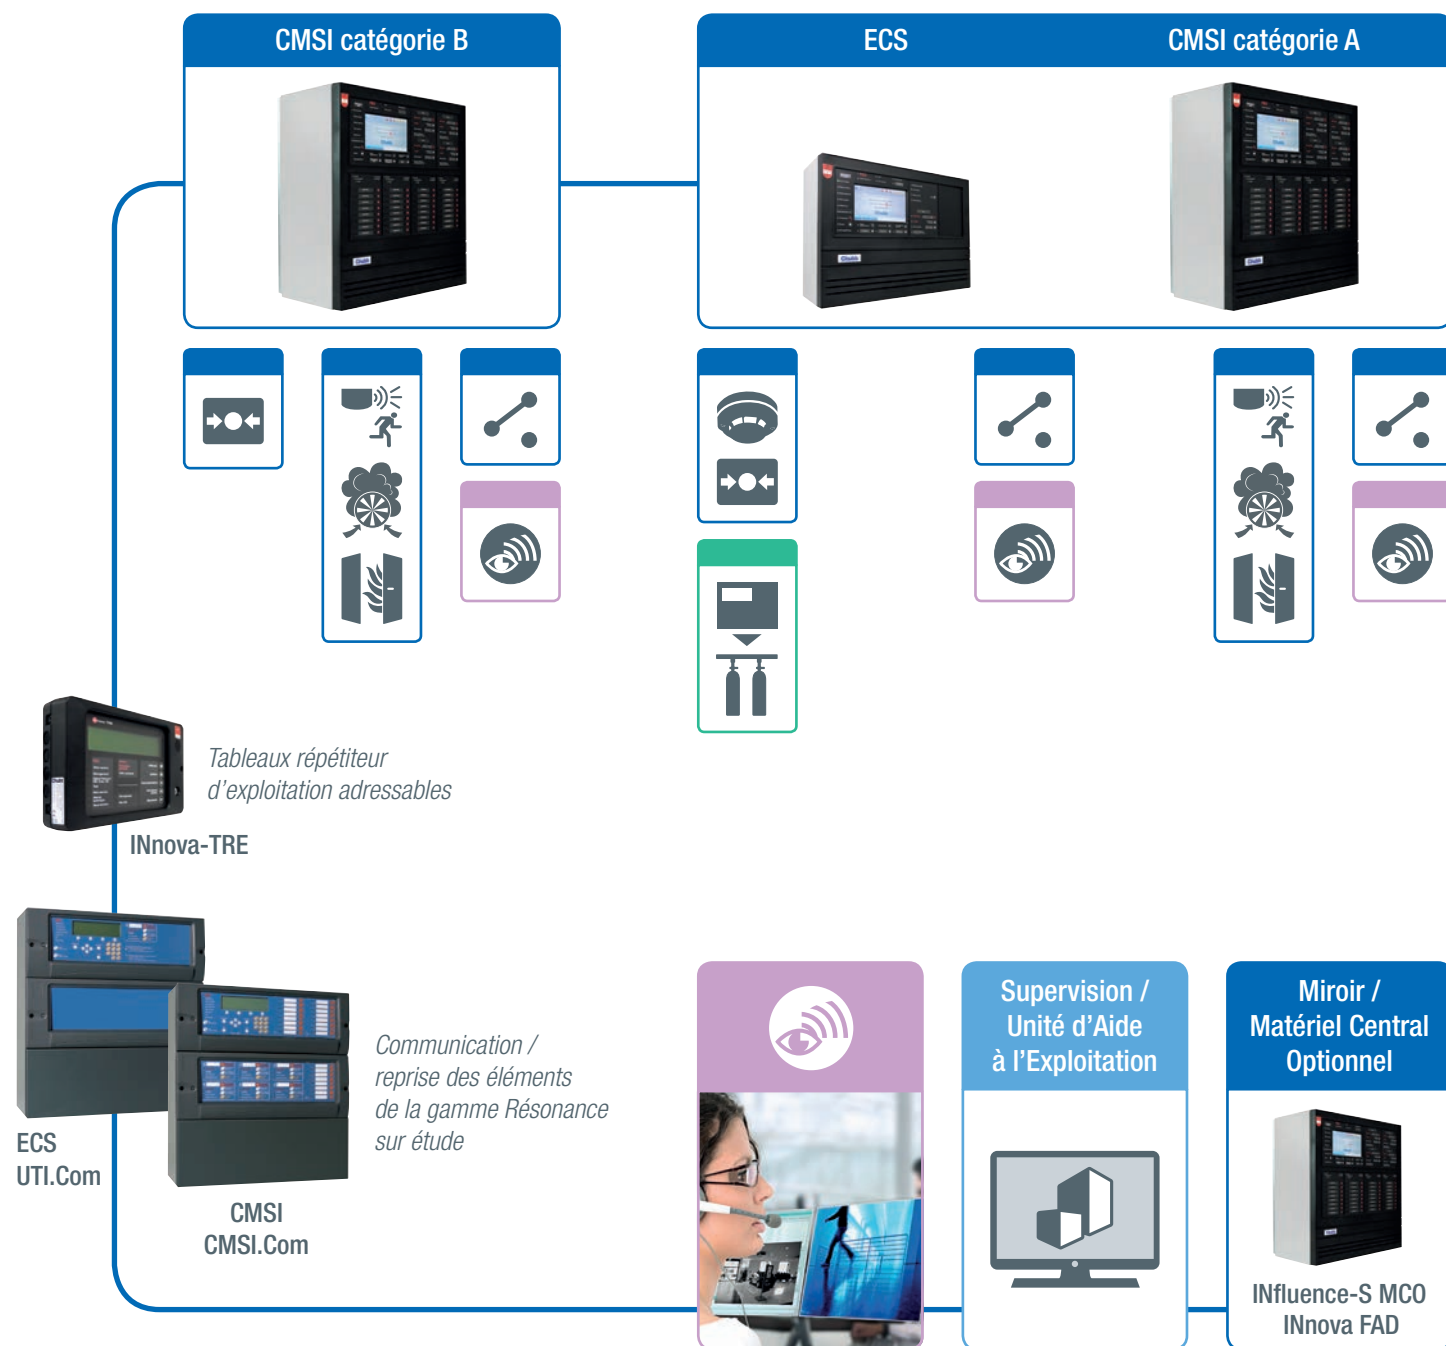 CMSI catégorie B
ECS
CMSI catégorie A
Tableaux répétiteur
d'exploitation adressables
INnova-TRE
ECS
UTI.Com
Communication /
reprise des éléments
de la gamme Résonance
sur étude
CMSI
CMSI.Com
Supervision /
Unité d'Aide
à l'Exploitation
Miroir /
Matériel Central
Optionnel
INfluence-S MCO
INnova FAD